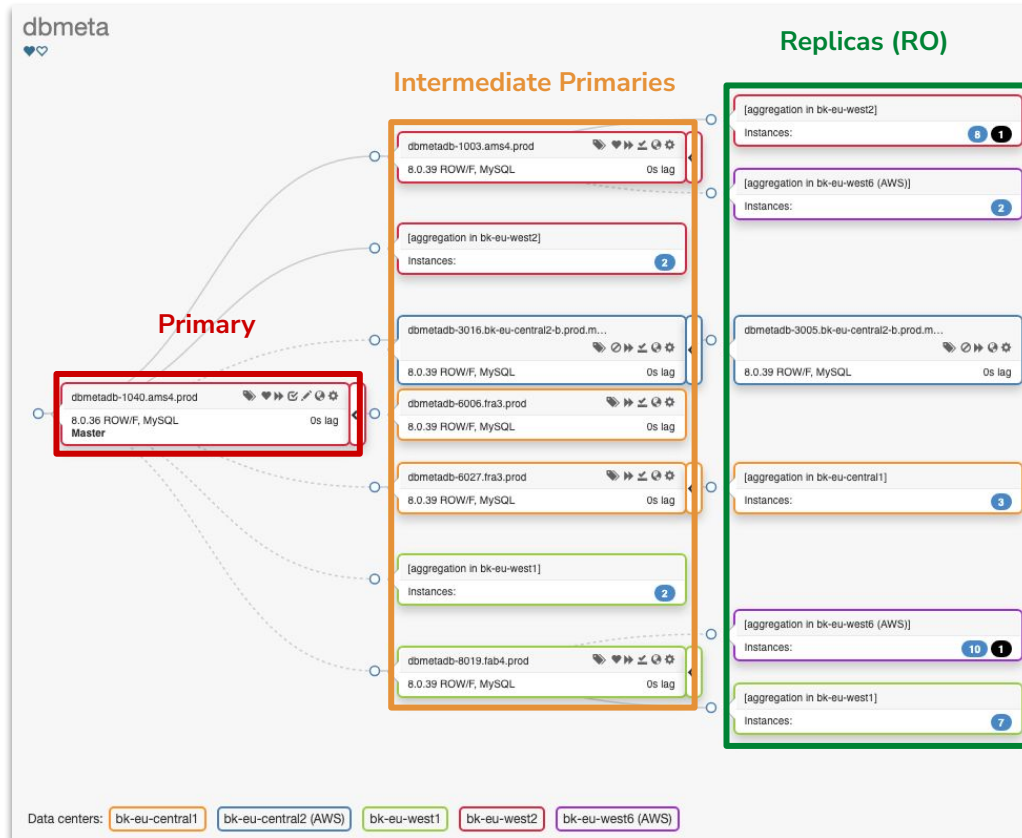 dbmeta
Replicas (RO)
Intermediate Primaries
Primary
dbmetadb-1040.ams4.prod
8.0.36 ROW/F, MySQL 0s lag
Master
dbmetadb-1003.ams4.prod
8.0.39 ROW/F, MySQL 0s lag
[aggregation in bk-eu-west2]
Instances: 2
dbmetadb-3016.bk-eu-central2-b.prod.m...
8.0.39 ROW/F, MySQL 0s lag
dbmetadb-6006.fra3.prod
8.0.39 ROW/F, MySQL 0s lag
dbmetadb-6027.fra3.prod
8.0.39 ROW/F, MySQL 0s lag
[aggregation in bk-eu-west1]
Instances: 2
dbmetadb-8019.fab4.prod
8.0.39 ROW/F, MySQL 0s lag
[aggregation in bk-eu-west2]
Instances: 8 1
[aggregation in bk-eu-west6 (AWS)]
Instances: 2
dbmetadb-3005.bk-eu-central2-b.prod.m...
8.0.39 ROW/F, MySQL 0s lag
[aggregation in bk-eu-central1]
Instances: 3
[aggregation in bk-eu-west6 (AWS)]
Instances: 10 1
[aggregation in bk-eu-west1]
Instances: 7
Data centers: bk-eu-central1 bk-eu-central2 (AWS) bk-eu-west1 bk-eu-west2 bk-eu-west6 (AWS)